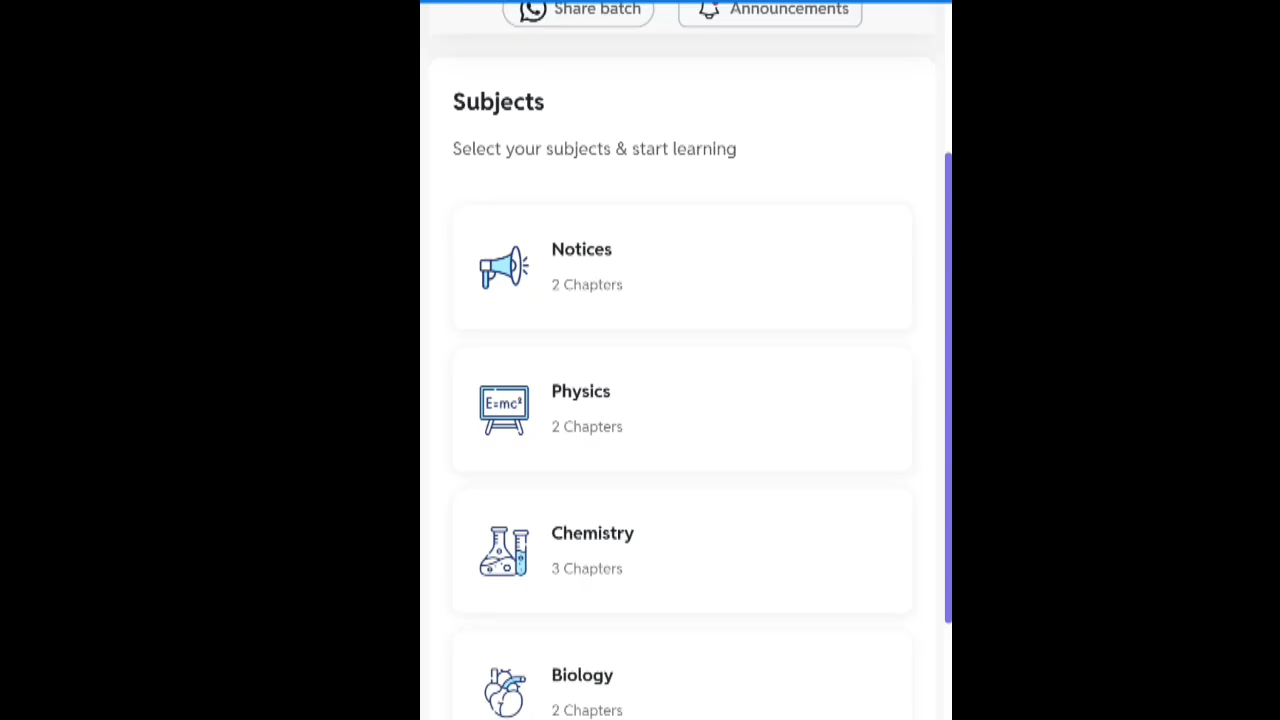 Share batch
Announcements
Subjects
Select your subjects & start learning
Notices
2 Chapters
E=mc²
Physics
2 Chapters
Chemistry
3 Chapters
Biology
2 Chapters